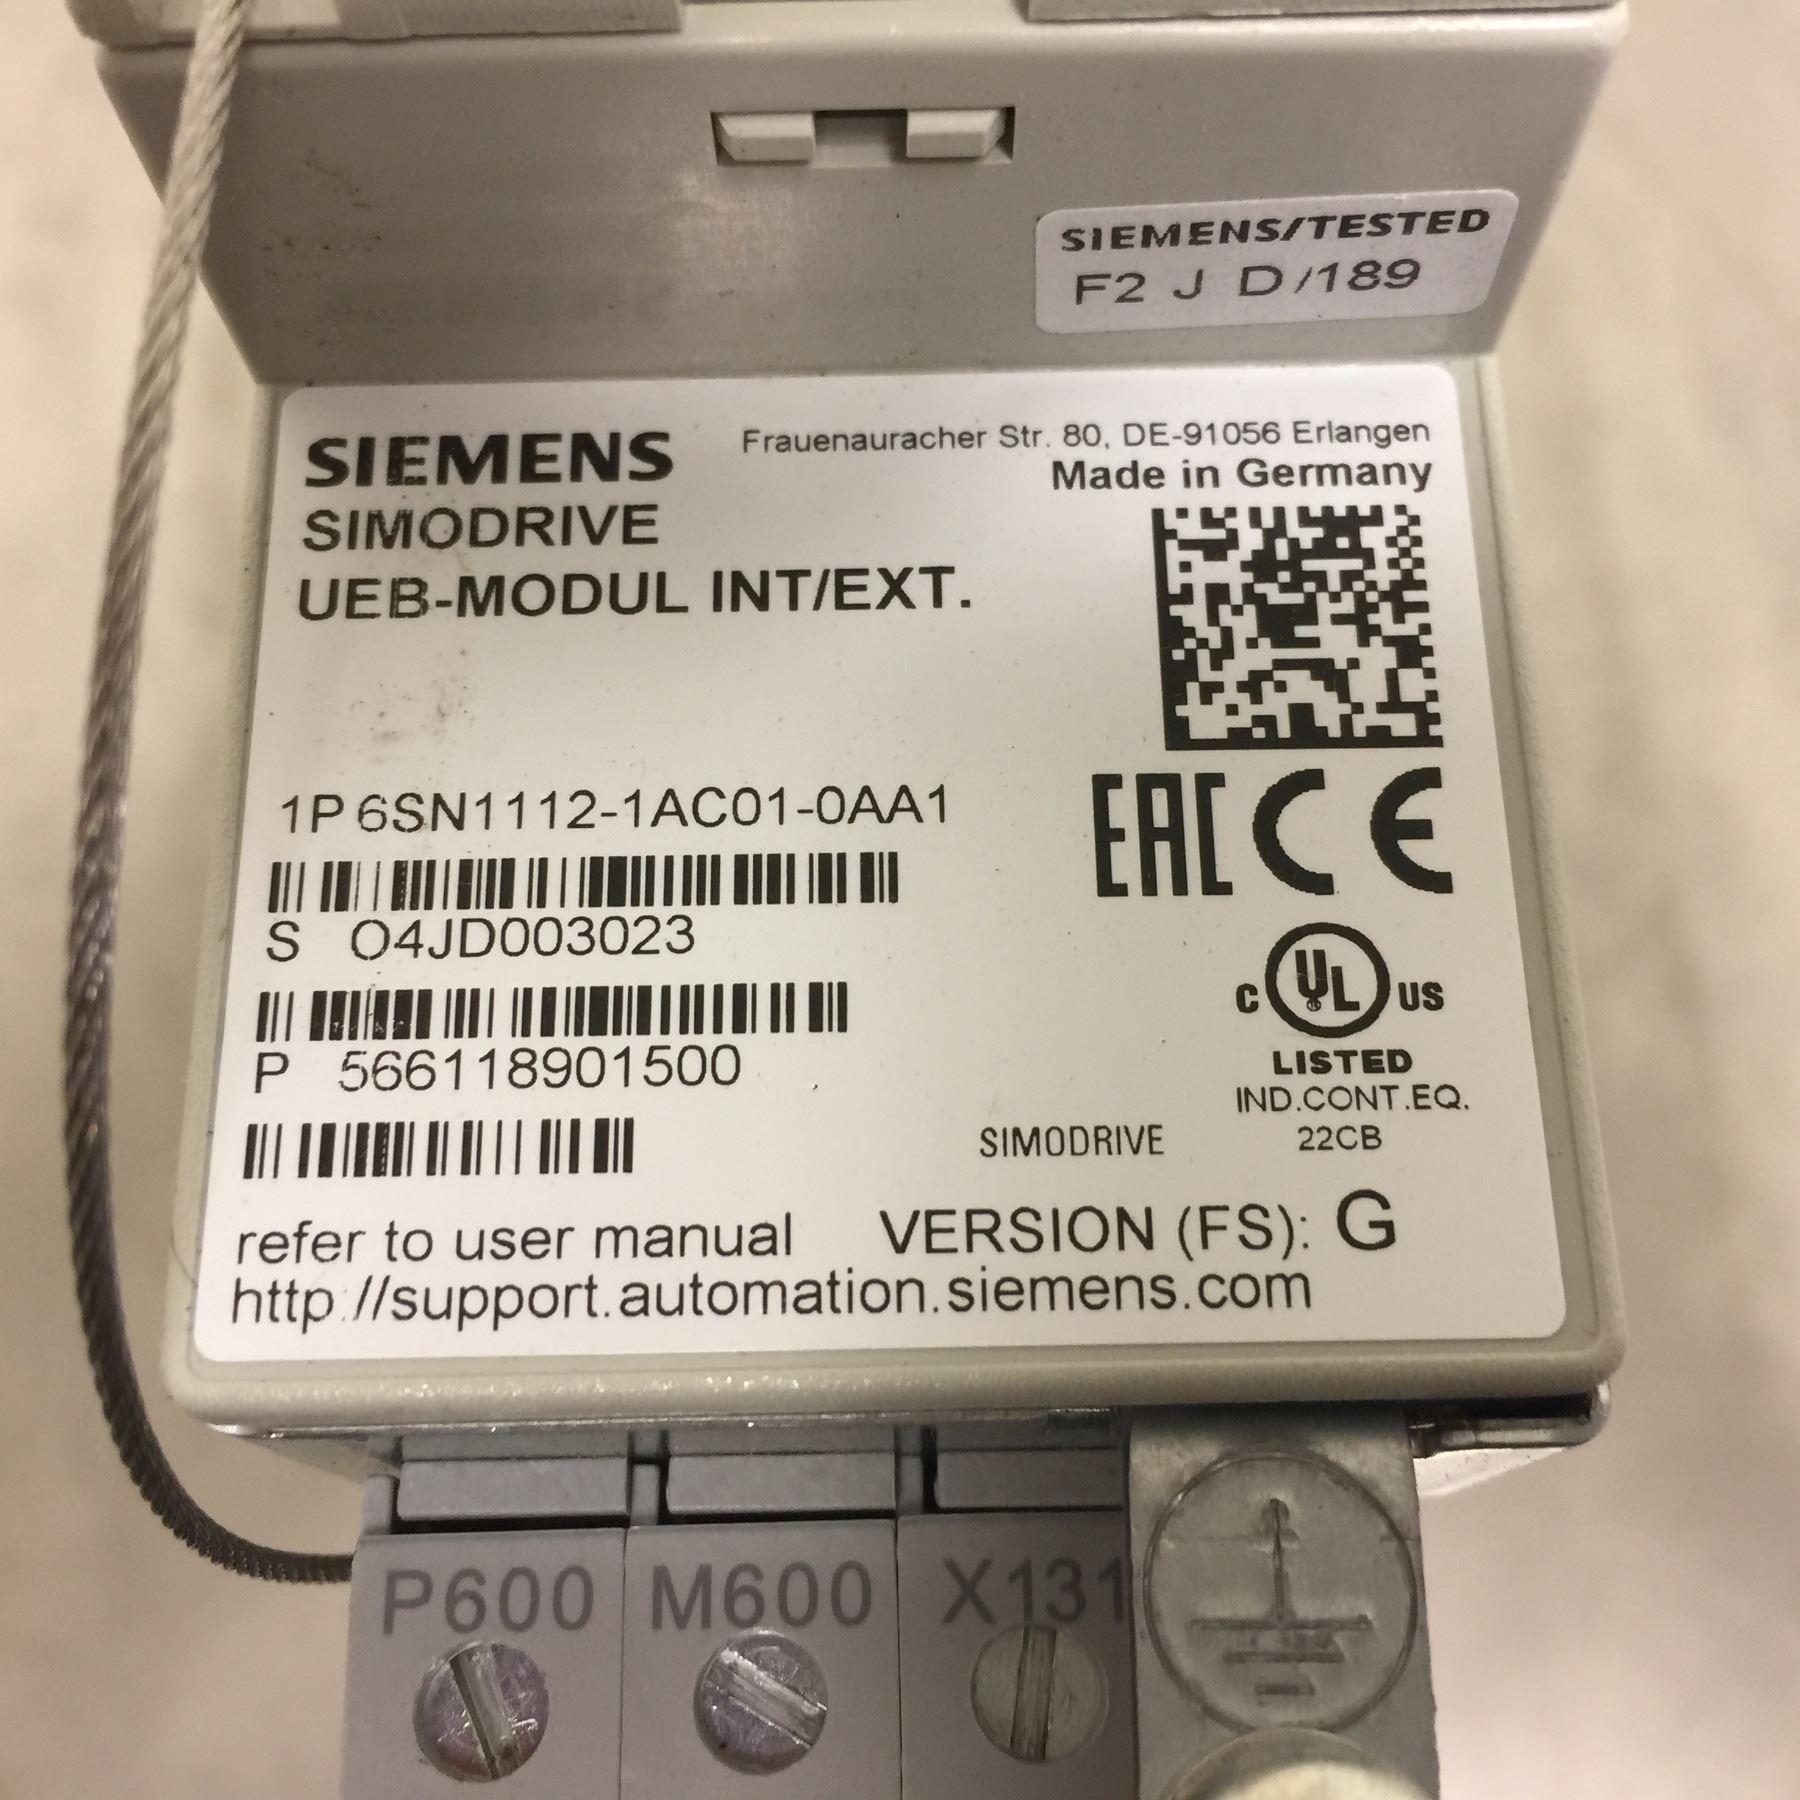 SIEMENS/TESTED
F2 J D/189
SIEMENS
Frauenauracher Str. 80, DE-91056 Erlangen
Made in Germany
SIMODRIVE
UEB-MODUL INT/EXT.
1P 6SN1112-1AC01-0AA1
EAC CE
S O4JD003023
C UL US
LISTED
IND.CONT.EQ.
22CB
P 566118901500
SIMODRIVE
refer to user manual VERSION (FS): G
http://support.automation.siemens.com
P600 M600 X131